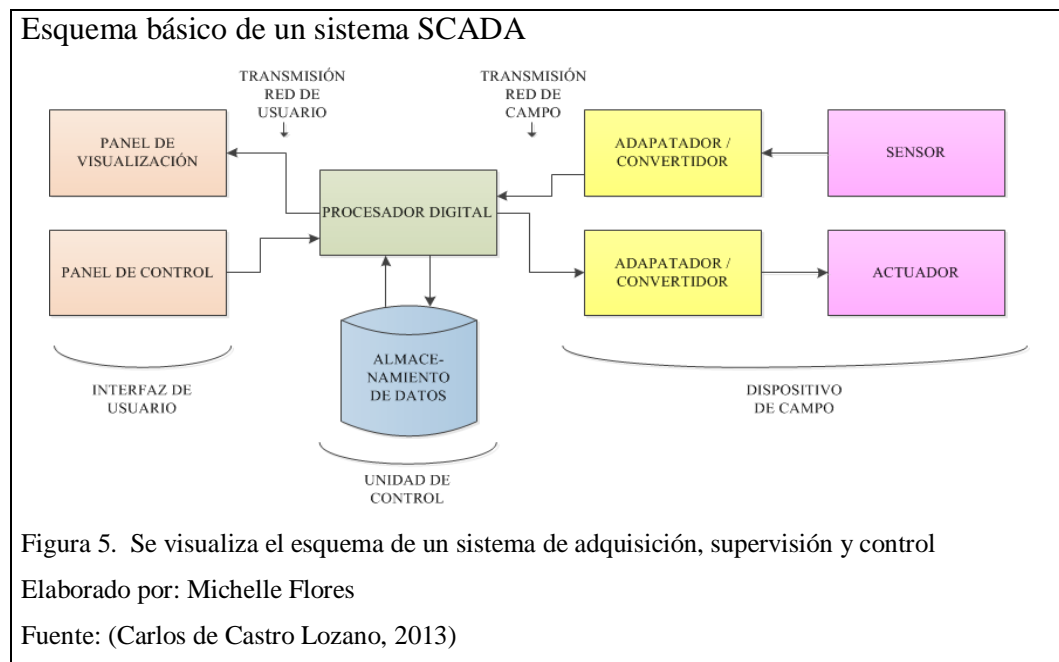 Esquema básico de un sistema SCADA
TRANSMISIÓN
RED DE
USUARIO
TRANSMISIÓN
RED DE
CAMPO
PANEL DE
VISUALIZACIÓN
ADAPATADOR /
CONVERTIDOR
SENSOR
PROCESADOR DIGITAL
PANEL DE CONTROL
ADAPATADOR /
CONVERTIDOR
ACTUADOR
ALMACE-
NAMIENTO
DE DATOS
INTERFAZ DE
USUARIO
DISPOSITIVO
DE CAMPO
UNIDAD DE
CONTROL
Figura 5. Se visualiza el esquema de un sistema de adquisición, supervisión y control
Elaborado por: Michelle Flores
Fuente: (Carlos de Castro Lozano, 2013)